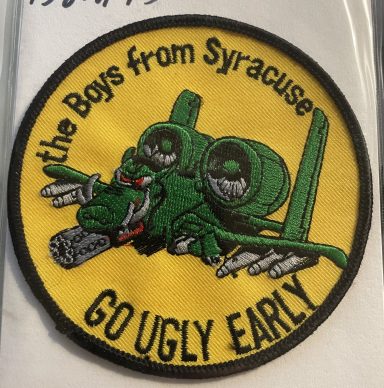 the Boys from Syracuse
GO UGLY EARLY